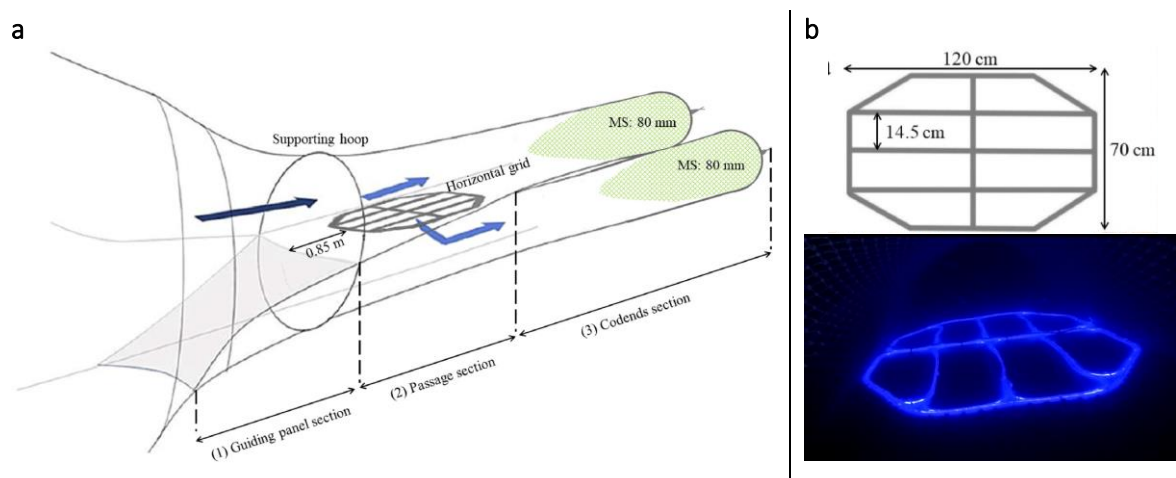 a
b
Supporting hoop
Horizontal grid
0.85 m
MS: 80 mm
MS: 80 mm
(1) Guiding panel section
(2) Passage section
(3) Codends section
120 cm
14.5 cm
70 cm